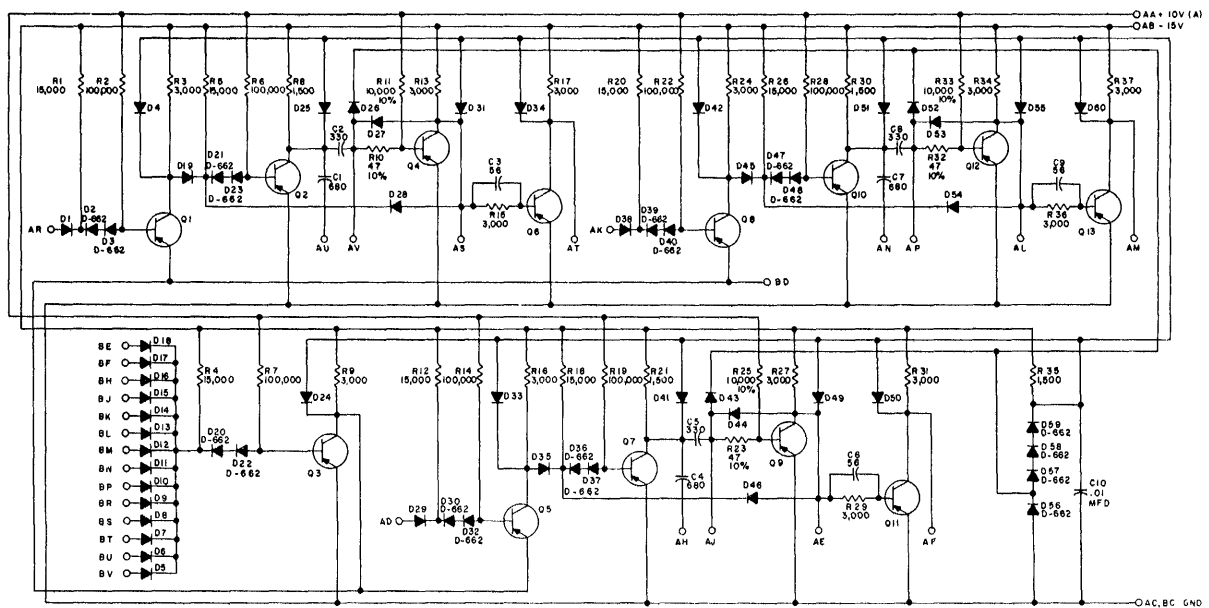 AA + 10V (A)
AB - 15V
R1
15,000
R2
100,000
D4
R3
3,000
R5
15,000
R6
100,000
R8
1,500
D25
D26
R11
10,000
10%
R13
3,000
D31
D34
R17
3,000
R20
15,000
R22
100,000
D42
R24
3,000
R26
15,000
R28
100,000
R30
1,500
D51
D52
R33
10,000
10%
R34
3,000
D55
D60
R37
3,000
D27
C2
330
R10
47
10%
Q4
C3
56
D53
C8
330
R32
47
10%
Q12
C9
56
D19
D21
D-662
D23
D-662
Q2
C1
680
D28
R15
3,000
Q6
D45
D47
D-662
D46
D-662
Q10
C7
680
D54
R36
3,000
Q13
AR
D1
D2
D-662
D3
D-662
Q1
AU
AV
AS
AT
AK
D38
D39
D-662
D40
D-662
Q8
AN
AP
AL
AM
BD
BE
D18
BF
D17
BH
D16
BJ
D15
BK
D14
BL
D13
BM
D12
BN
D11
BP
D10
BR
D9
BS
D8
BT
D7
BU
D6
BV
D5
R4
15,000
R7
100,000
D24
R9
3,000
R12
15,000
R14
100,000
D33
R16
3,000
R18
15,000
R19
100,000
R21
1,500
D41
D43
R25
10,000
10%
R27
3,000
D49
D50
R31
3,000
R35
1,500
D20
D-662
D22
D-662
Q3
D35
D36
D-662
D37
D-662
Q7
C5
330
D44
R23
47
10%
Q9
C4
680
D46
C6
56
R29
3,000
Q11
D59
D-662
D58
D-662
D57
D-662
D56
D-662
C10
.01
MFD
AD
D29
D30
D-662
D32
D-662
Q5
AH
AJ
AE
AF
AC, BC GND